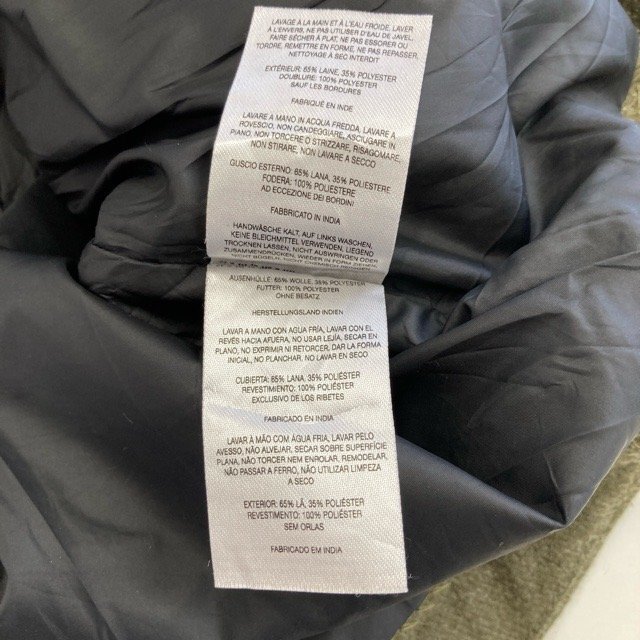 LAVAGE À LA MAIN ET À L'EAU FROIDE, LAVER
À L'ENVERS, NE PAS UTILISER D'EAU DE JAVEL,
FAIRE SÉCHER À PLAT, NE PAS ESSORER OU
TORDRE, REMETTRE EN FORME, NE PAS REPASSER,
NETTOYAGE À SEC INTERDIT
EXTÉRIEUR: 65% LAINE, 35% POLYESTER
DOUBLURE: 100% POLYESTER
SAUF LES BORDURES
FABRIQUÉ EN INDE
LAVARE A MANO IN ACQUA FREDDA, LAVARE A
ROVESCIO, NON CANDEGGIARE, ASCIUGARE IN
PIANO, NON TORCERE O STRIZZARE, RISAGOMARE,
NON STIRARE, NON LAVARE A SECCO
GUSCIO ESTERNO: 65% LANA, 35% POLIESTERE
FODERA: 100% POLIESTERE
AD ECCEZIONE DEI BORDINI
FABBRICATO IN INDIA
HANDWÄSCHE KALT, AUF LINKS WASCHEN,
KEINE BLEICHMITTEL VERWENDEN, LIEGEND
TROCKNEN LASSEN, NICHT AUSWRINGEN ODER
ZUSAMMENDRÜCKEN, WIEDER IN FORM ZIEHEN,
NICHT BÜGELN,
AUSENHÜLLE: 65% WOLLE, 35% POLYESTER
FUTTER: 100% POLYESTER
OHNE BESATZ
HERSTELLUNGSLAND INDIEN
LAVAR A MANO CON AGUA FRÍA, LAVAR CON EL
REVÉS HACIA AFUERA, NO USAR LEJÍA, SECAR EN
PLANO, NO EXPRIMIR NI RETORCER, DAR LA FORMA
INICIAL, NO PLANCHAR, NO LAVAR EN SECO
CUBIERTA: 65% LANA, 35% POLIÉSTER
REVESTIMIENTO: 100% POLIÉSTER
EXCLUSIVO DE LOS RIBETES
FABRICADO EN INDIA
LAVAR À MÃO COM ÁGUA FRIA, LAVAR PELO
AVESSO, NÃO ALVEJAR, SECAR SOBRE SUPERFÍCIE
PLANA, NÃO TORCER NEM ENROLAR, REMODELAR,
NÃO PASSAR A FERRO, NÃO UTILIZAR LIMPEZA
A SECO
EXTERIOR: 65% LÃ, 35% POLIÉSTER
REVESTIMENTO: 100% POLIÉSTER
SEM ORLAS
FABRICADO EM INDIA